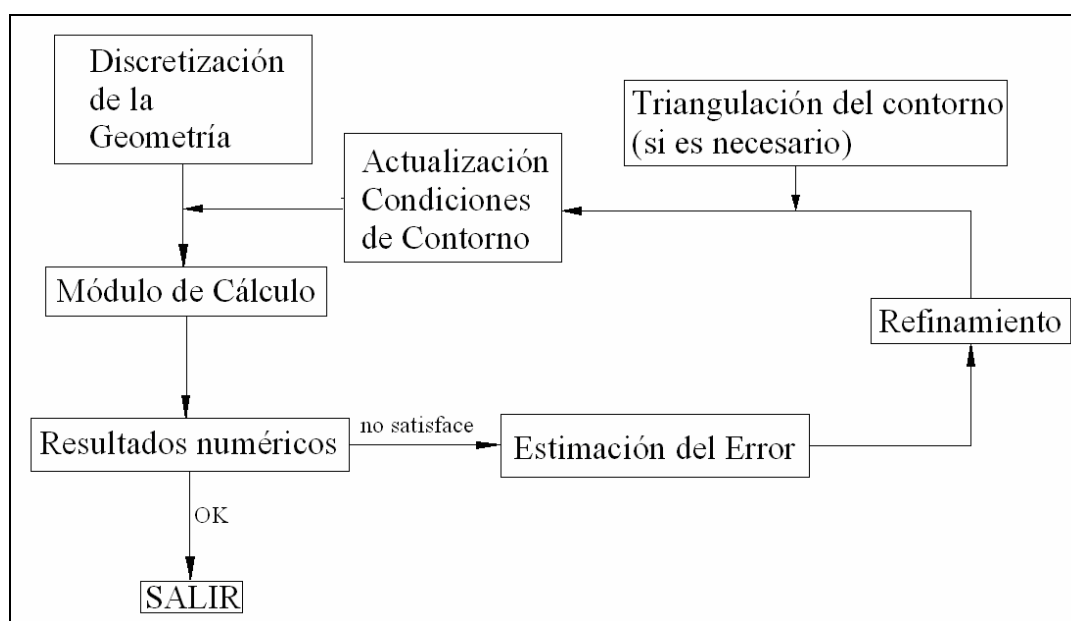 Discretización
de la
Geometría
Triangulación del contorno
(si es necesario)
Actualización
Condiciones
de Contorno
Módulo de Cálculo
Refinamiento
Resultados numéricos
no satisface
Estimación del Error
OK
SALIR